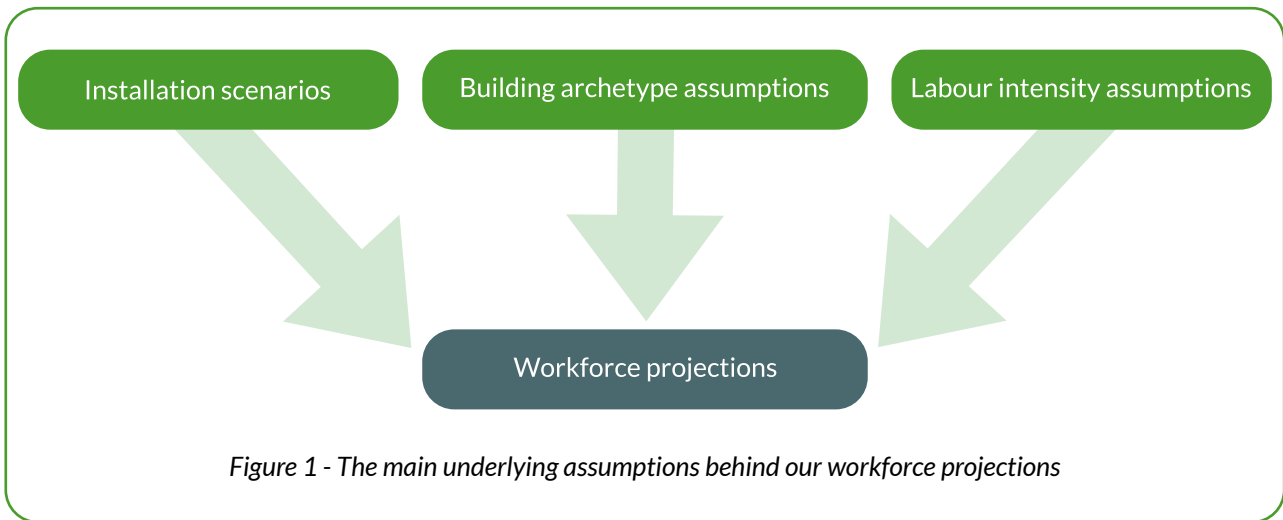 Installation scenarios
Building archetype assumptions
Labour intensity assumptions
Workforce projections
Figure 1 - The main underlying assumptions behind our workforce projections